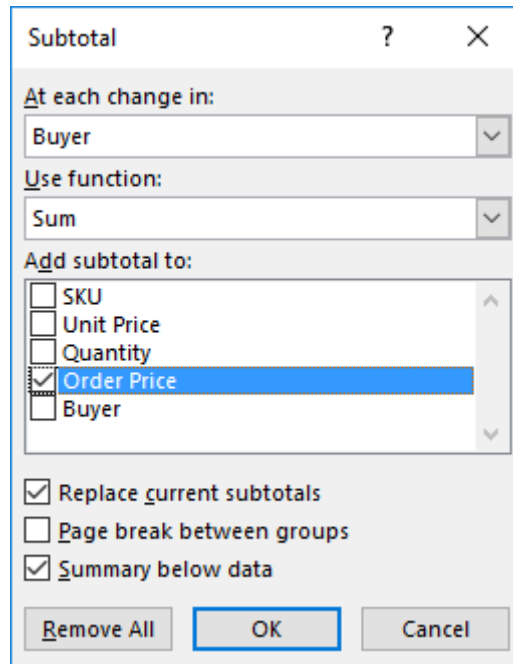 Subtotal ?
At each change in:
Buyer
Use function:
Sum
Add subtotal to:
SKU
Unit Price
Quantity
Order Price
Buyer
Replace current subtotals
Page break between groups
Summary below data
Remove All OK Cancel